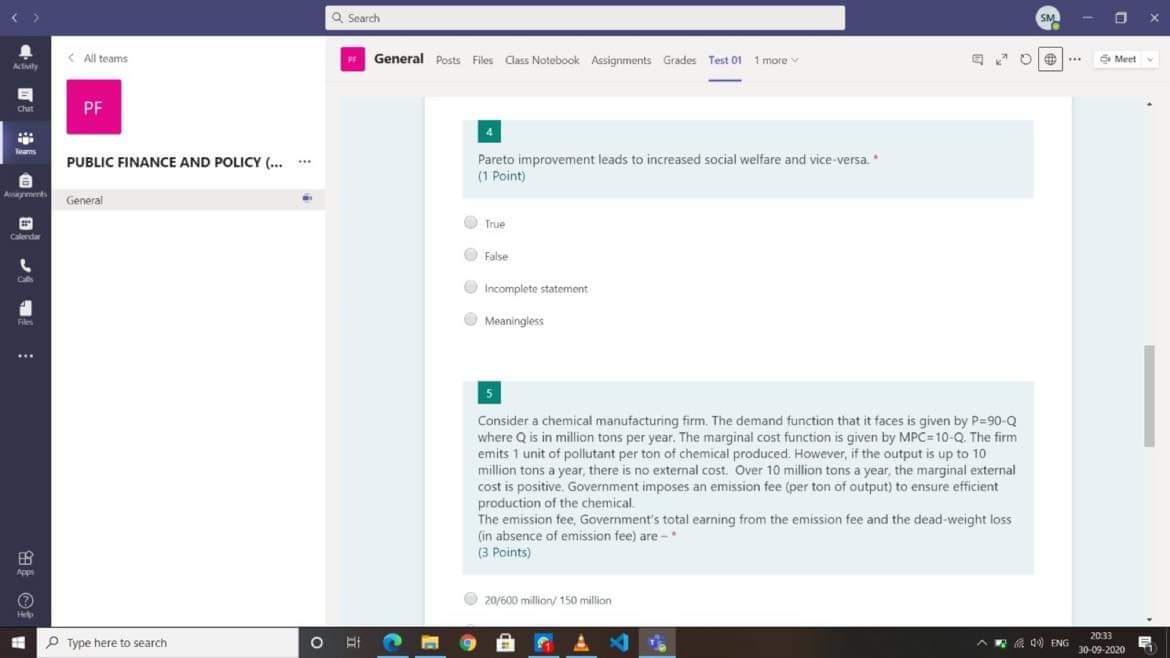 Search
SM
Activity
Chat
Teams
Assignments
Calendar
Calls
Files
Apps
Help
All teams
PF
PUBLIC FINANCE AND POLICY (...
General
PF General Posts Files Class Notebook Assignments Grades Test 01 1 more
Meet
4
Pareto improvement leads to increased social welfare and vice-versa. *
(1 Point)
True
False
Incomplete statement
Meaningless
5
Consider a chemical manufacturing firm. The demand function that it faces is given by P=90-Q
where Q is in million tons per year. The marginal cost function is given by MPC=10-Q. The firm
emits 1 unit of pollutant per ton of chemical produced. However, if the output is up to 10
million tons a year, there is no external cost. Over 10 million tons a year, the marginal external
cost is positive. Government imposes an emission fee (per ton of output) to ensure efficient
production of the chemical.
The emission fee, Government's total earning from the emission fee and the dead-weight loss
(in absence of emission fee) are – *
(3 Points)
20/600 million/ 150 million
Type here to search
1
ENG
20:33
30-09-2020
1